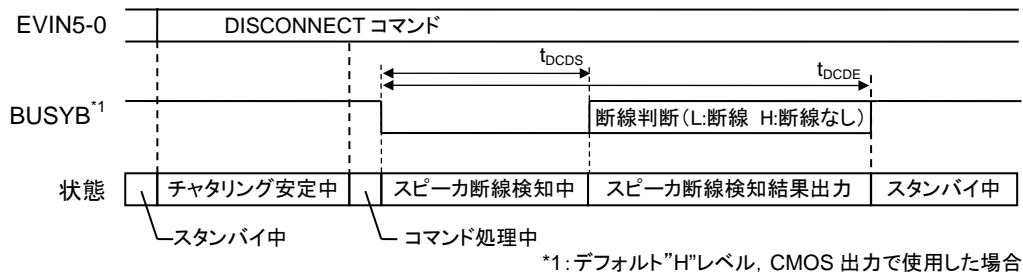 EVIN5-0 DISCONNECT コマンド
tDCDS
tDCDE
BUSYB*1 断線判断(L:断線 H:断線なし)
状態 チャタリング安定中 スピーカ断線検知中 スピーカ断線検知結果出力 スタンバイ中
スタンバイ中 コマンド処理中
*1:デフォルト"H"レベル, CMOS 出力で使用した場合